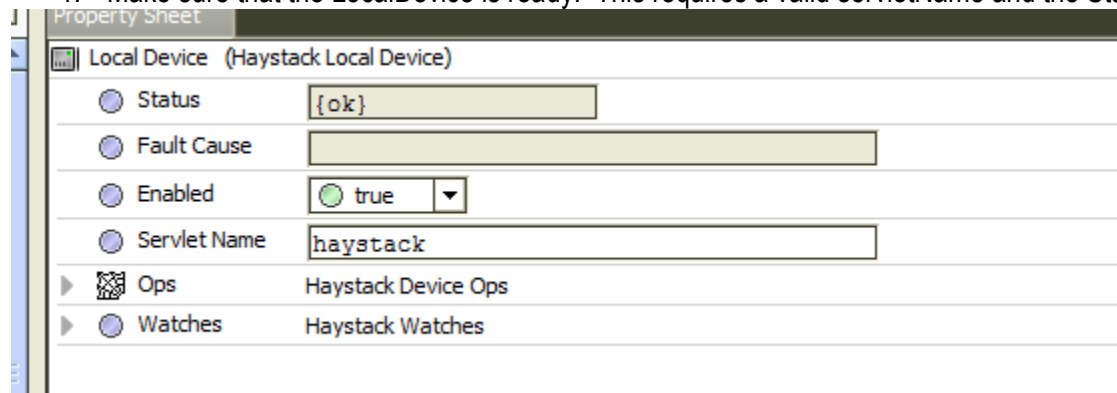 Make sure that the LocalDevice is ready. This requires a valid servletName and the
Property Sheet
Local Device (Haystack Local Device)
Status {ok}
Fault Cause
Enabled true
Servlet Name haystack
Ops Haystack Device Ops
Watches Haystack Watches